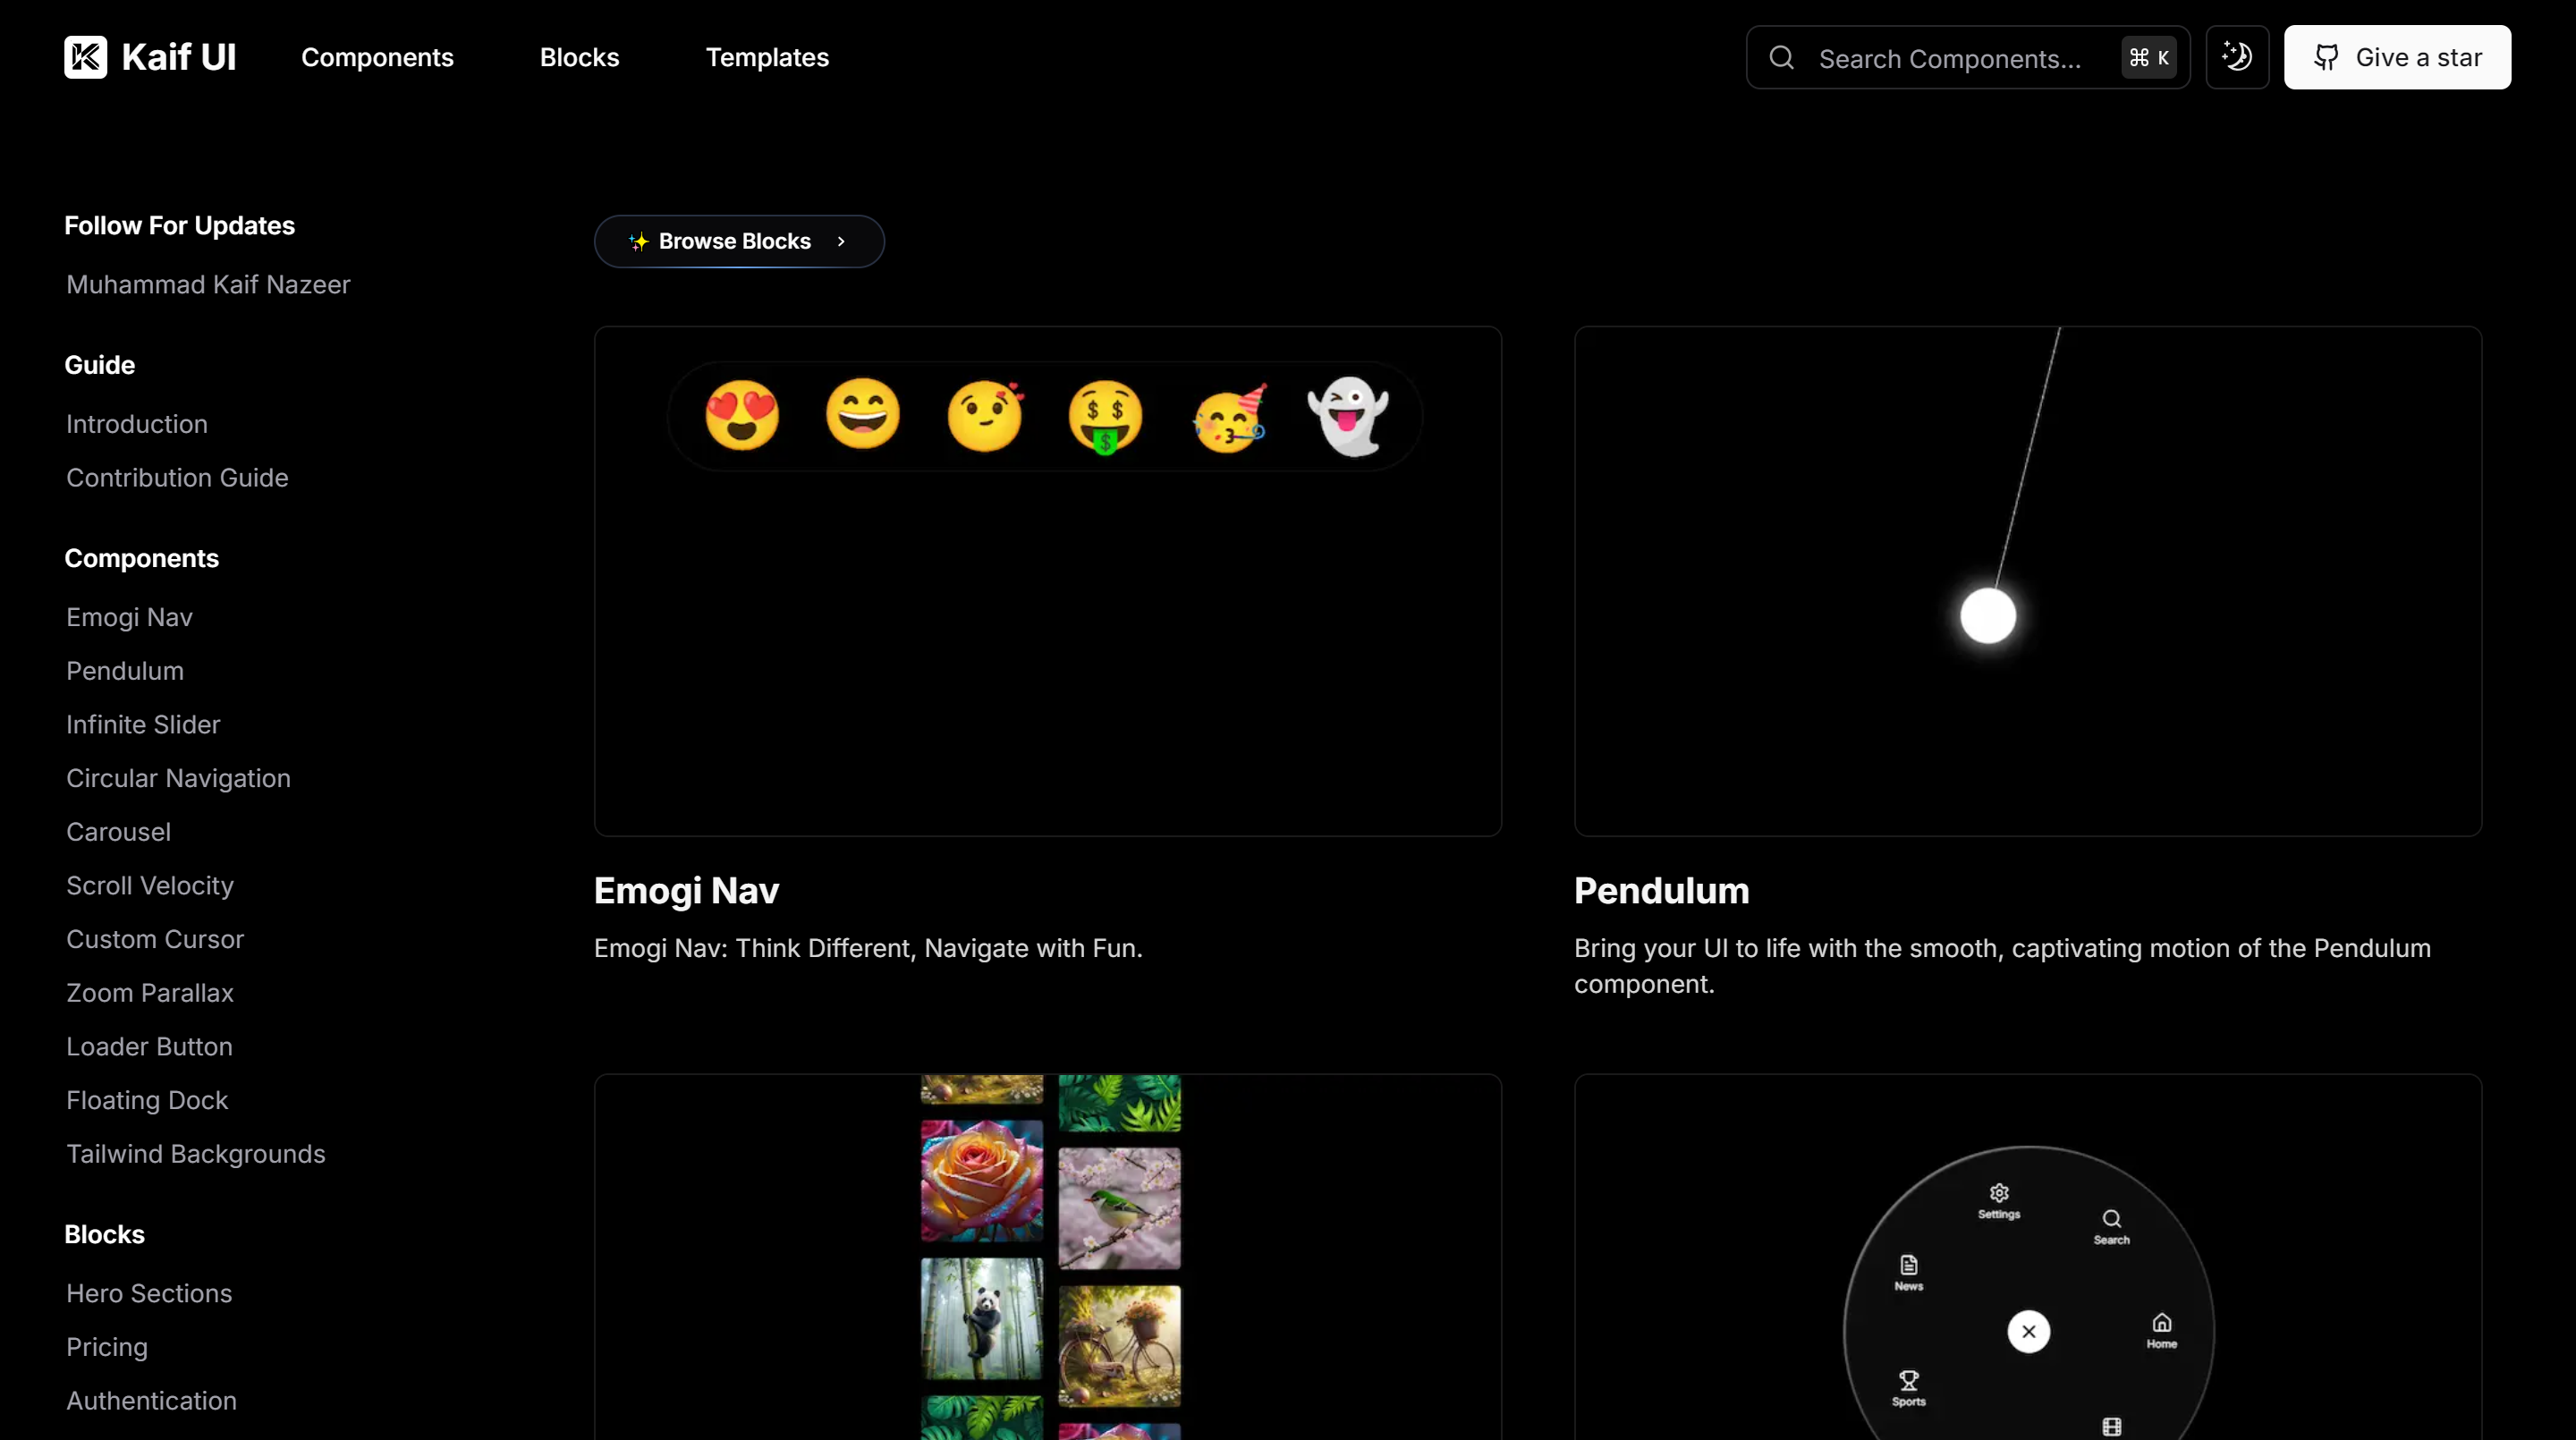 Kaif UI
Components
Blocks
Templates
Search Components...
⌘ K
Give a star
Follow For Updates
Muhammad Kaif Nazeer
Guide
Introduction
Contribution Guide
Components
Emogi Nav
Pendulum
Infinite Slider
Circular Navigation
Carousel
Scroll Velocity
Custom Cursor
Zoom Parallax
Loader Button
Floating Dock
Tailwind Backgrounds
Blocks
Hero Sections
Pricing
Authentication
✨ Browse Blocks
Emogi Nav
Emogi Nav: Think Different, Navigate with Fun.
Pendulum
Bring your UI to life with the smooth, captivating motion of the Pendulum
component.
Settings
Search
News
Home
Sports